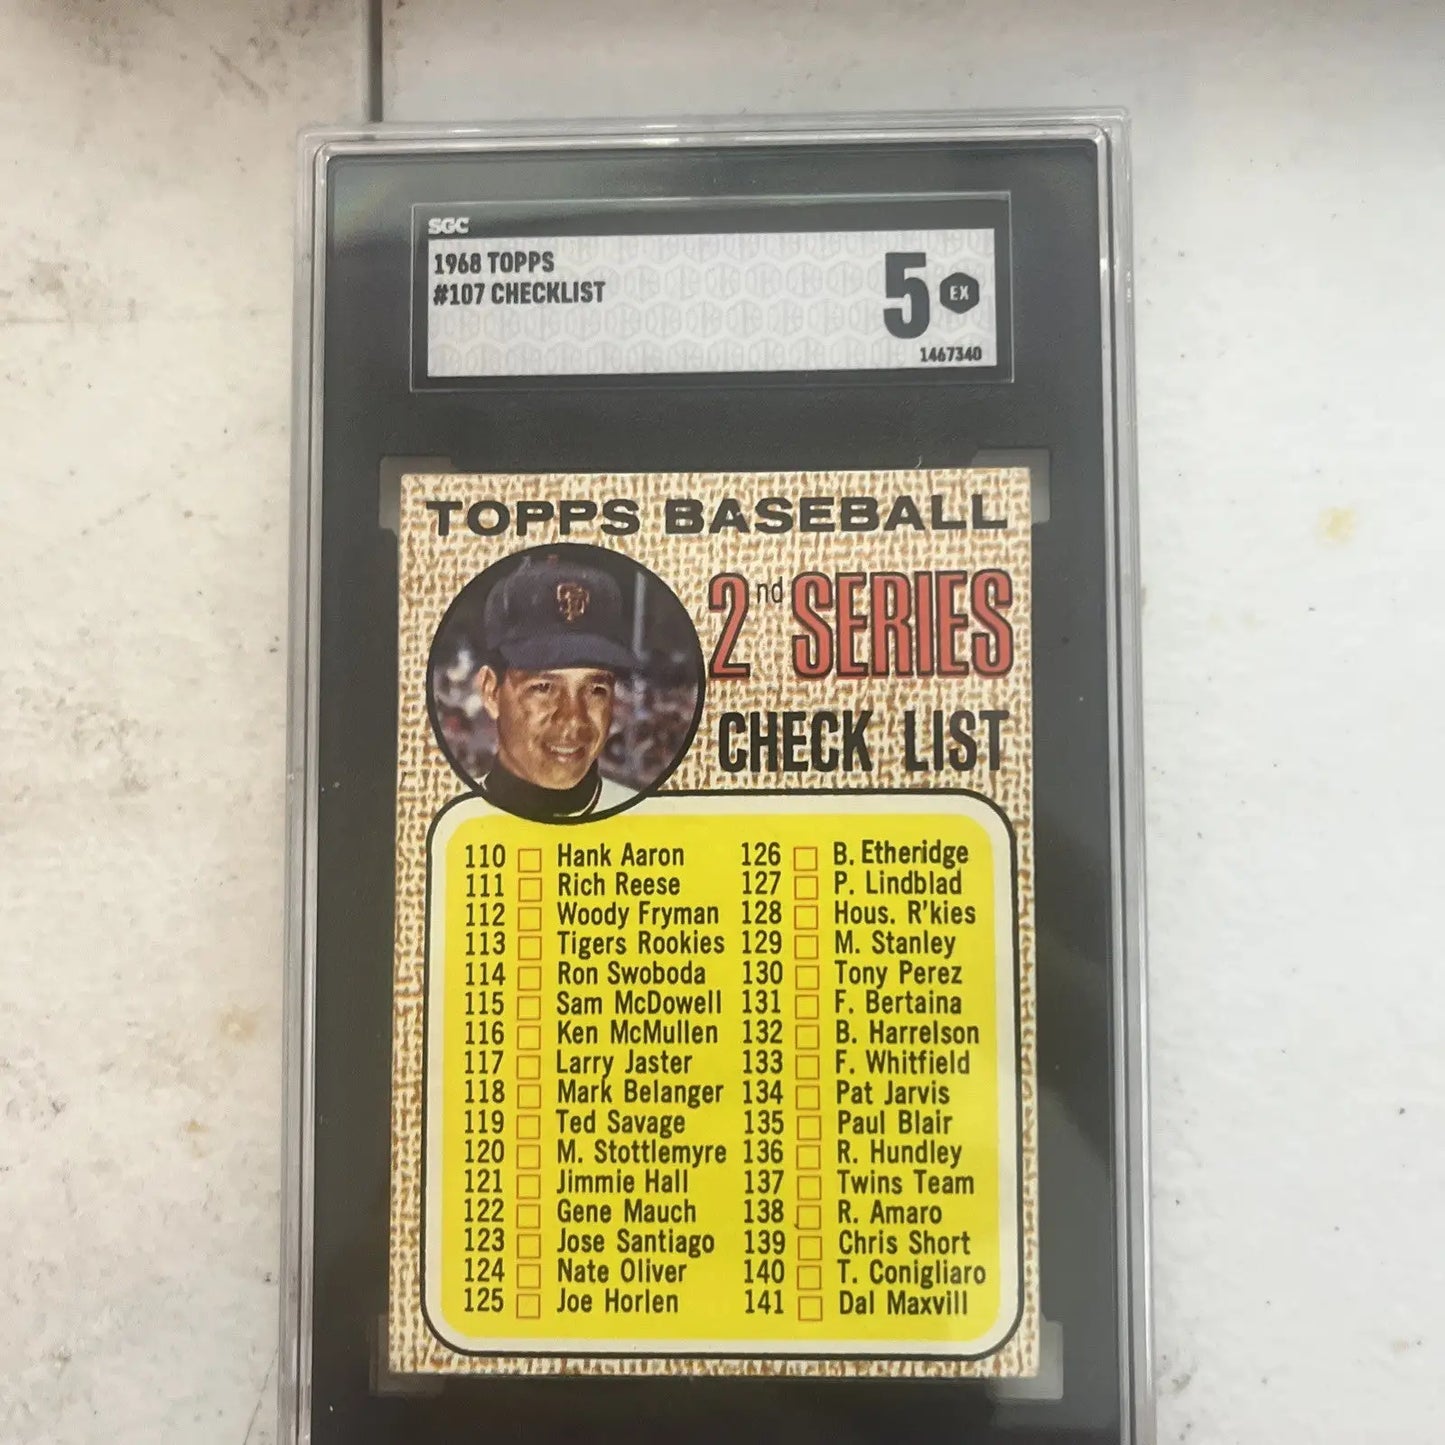 SGC
1968 TOPPS
#107 CHECKLIST
5 EX
1467340
TOPPS BASEBALL
SF
2nd SERIES
CHECK LIST
110 Hank Aaron
111 Rich Reese
112 Woody Fryman
113 Tigers Rookies
114 Ron Swoboda
115 Sam McDowell
116 Ken McMullen
117 Larry Jaster
118 Mark Belanger
119 Ted Savage
120 M. Stottlemyre
121 Jimmie Hall
122 Gene Mauch
123 Jose Santiago
124 Nate Oliver
125 Joe Horlen
126 B. Etheridge
127 P. Lindblad
128 Hous. R'kies
129 M. Stanley
130 Tony Perez
131 F. Bertaina
132 B. Harrelson
133 F. Whitfield
134 Pat Jarvis
135 Paul Blair
136 R. Hundley
137 Twins Team
138 R. Amaro
139 Chris Short
140 T. Conigliaro
141 Dal Maxvill